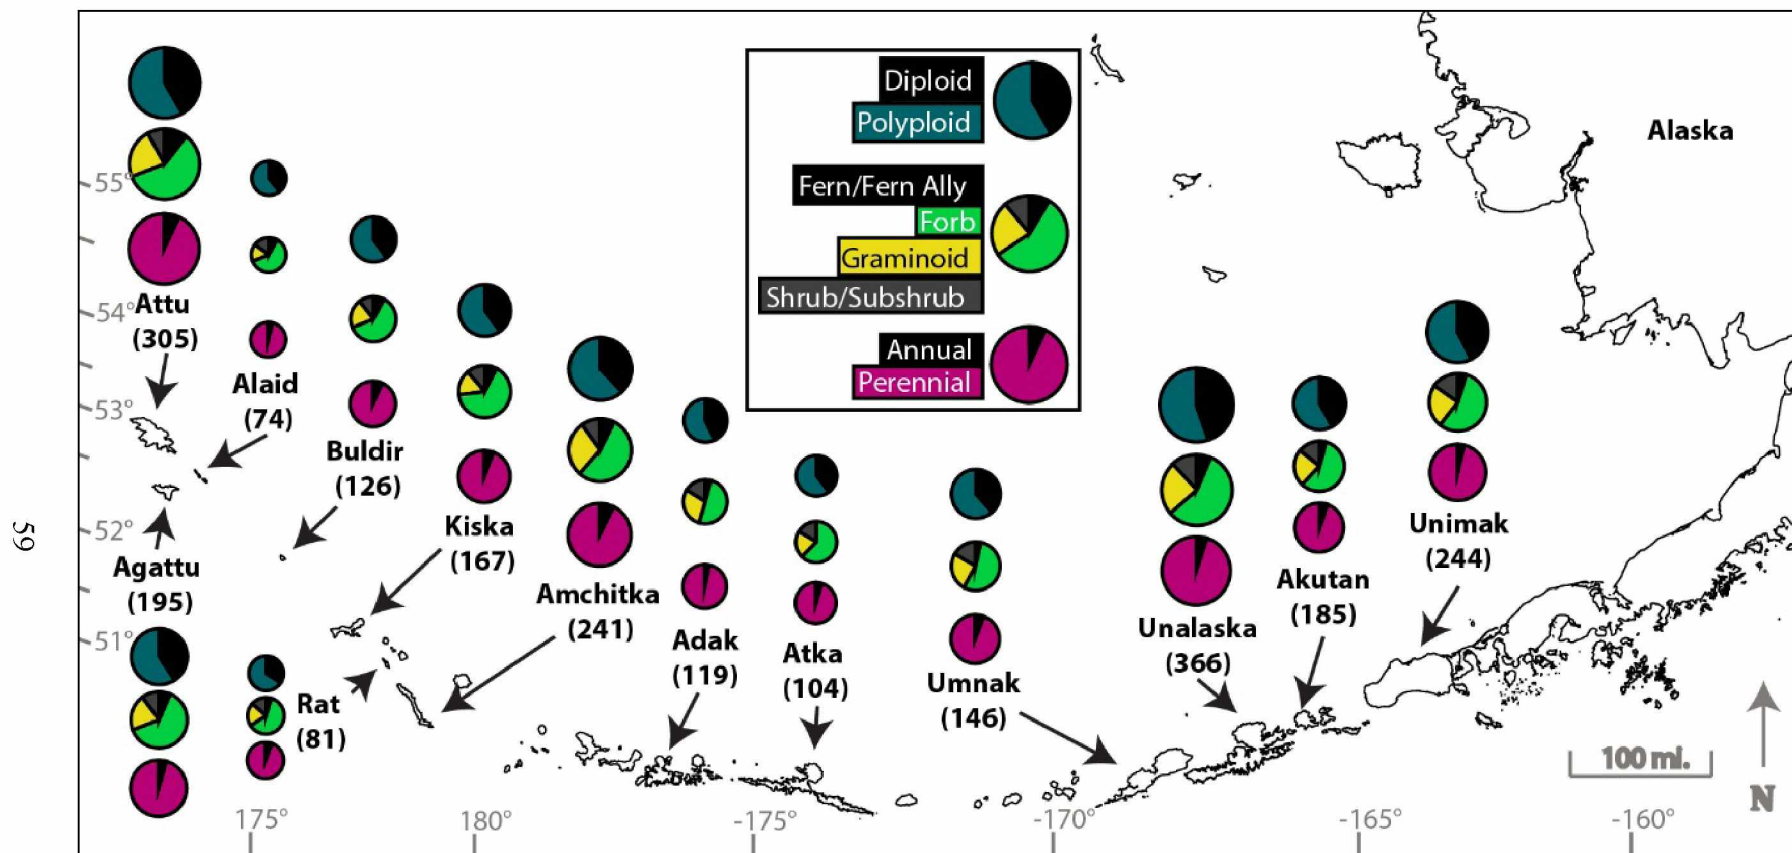 Diploid
Polyploid
Fern/Fern Ally
Forb
Graminoid
Shrub/Subshrub
Annual
Perennial
Alaska
55°
54°
53°
52°
51°
Attu
(305)
Alaid
(74)
Buldir
(126)
Kiska
(167)
Agattu
(195)
Rat
(81)
Amchitka
(241)
Adak
(119)
Atka
(104)
Umnak
(146)
Unalaska
(366)
Akutan
(185)
Unimak
(244)
100 mi.
N
175°
180°
-175°
-170°
-165°
-160°
59